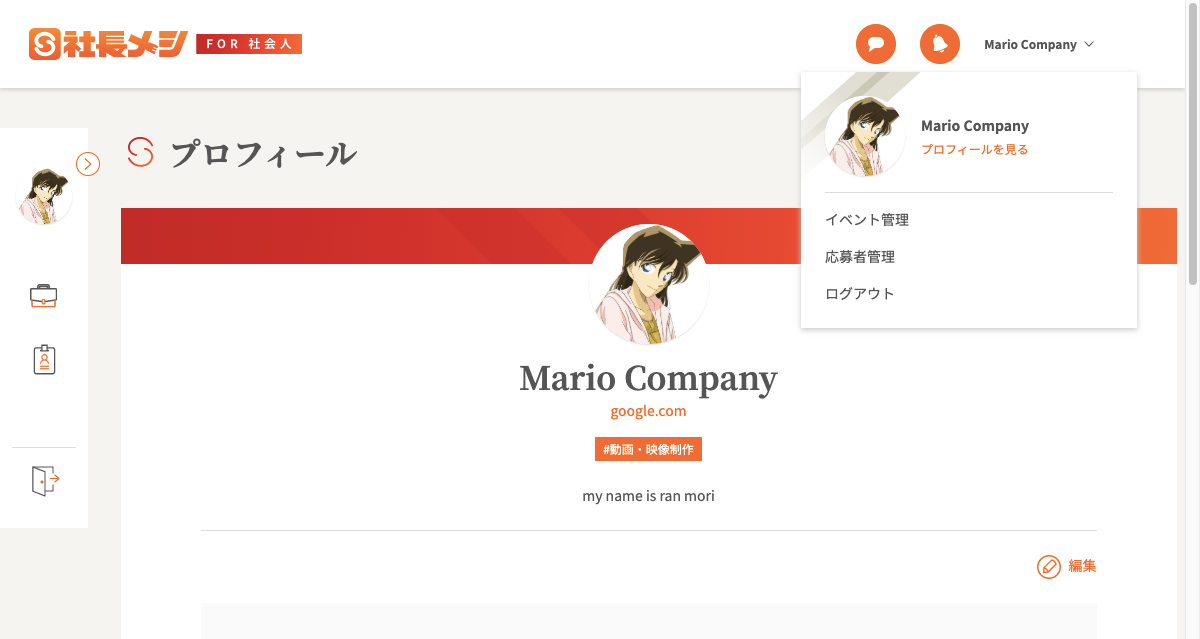 社長メシ FOR 社会人
Mario Company
Mario Company
プロフィールを見る
イベント管理
応募者管理
ログアウト
プロフィール
Mario Company
google.com
#動画・映像制作
my name is ran mori
編集